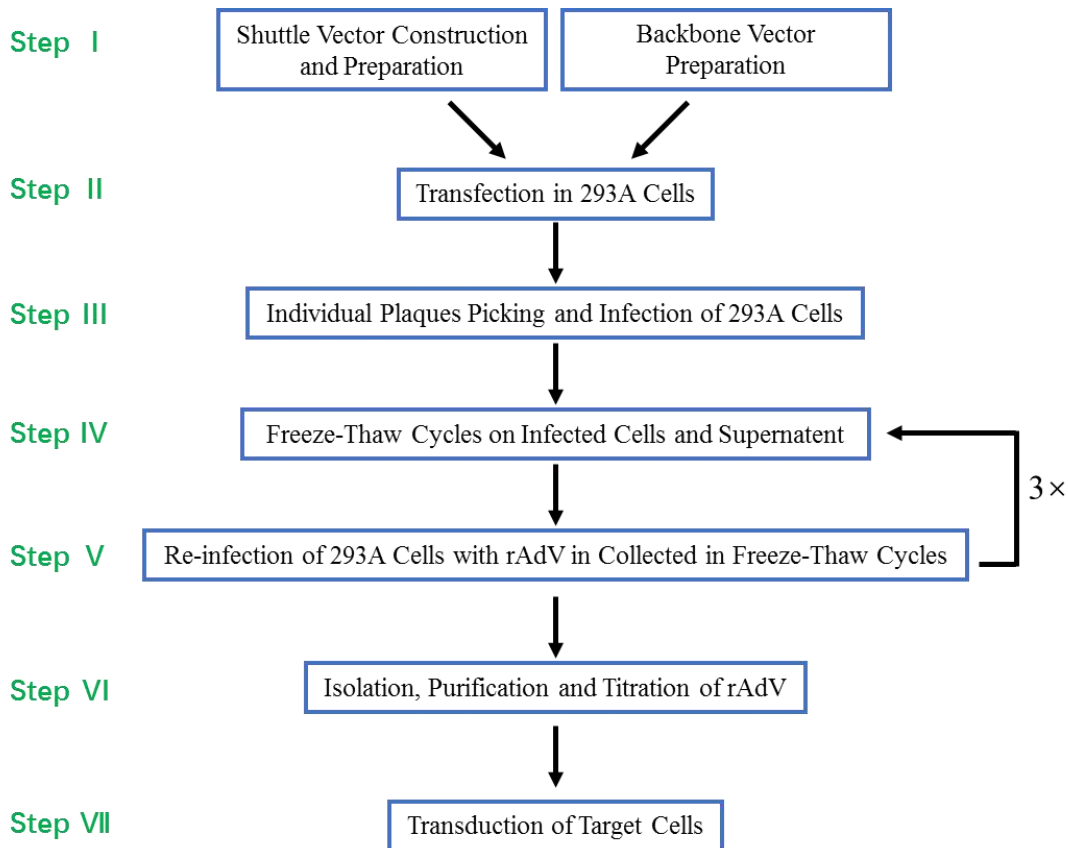 Step I
Shuttle Vector Construction
and Preparation
Backbone Vector
Preparation
Step II
Transfection in 293A Cells
Step III
Individual Plaques Picking and Infection of 293A Cells
Step IV
Freeze-Thaw Cycles on Infected Cells and Supernatent
3×
Step V
Re-infection of 293A Cells with rAdV in Collected in Freeze-Thaw Cycles
Step VI
Isolation, Purification and Titration of rAdV
Step VII
Transduction of Target Cells